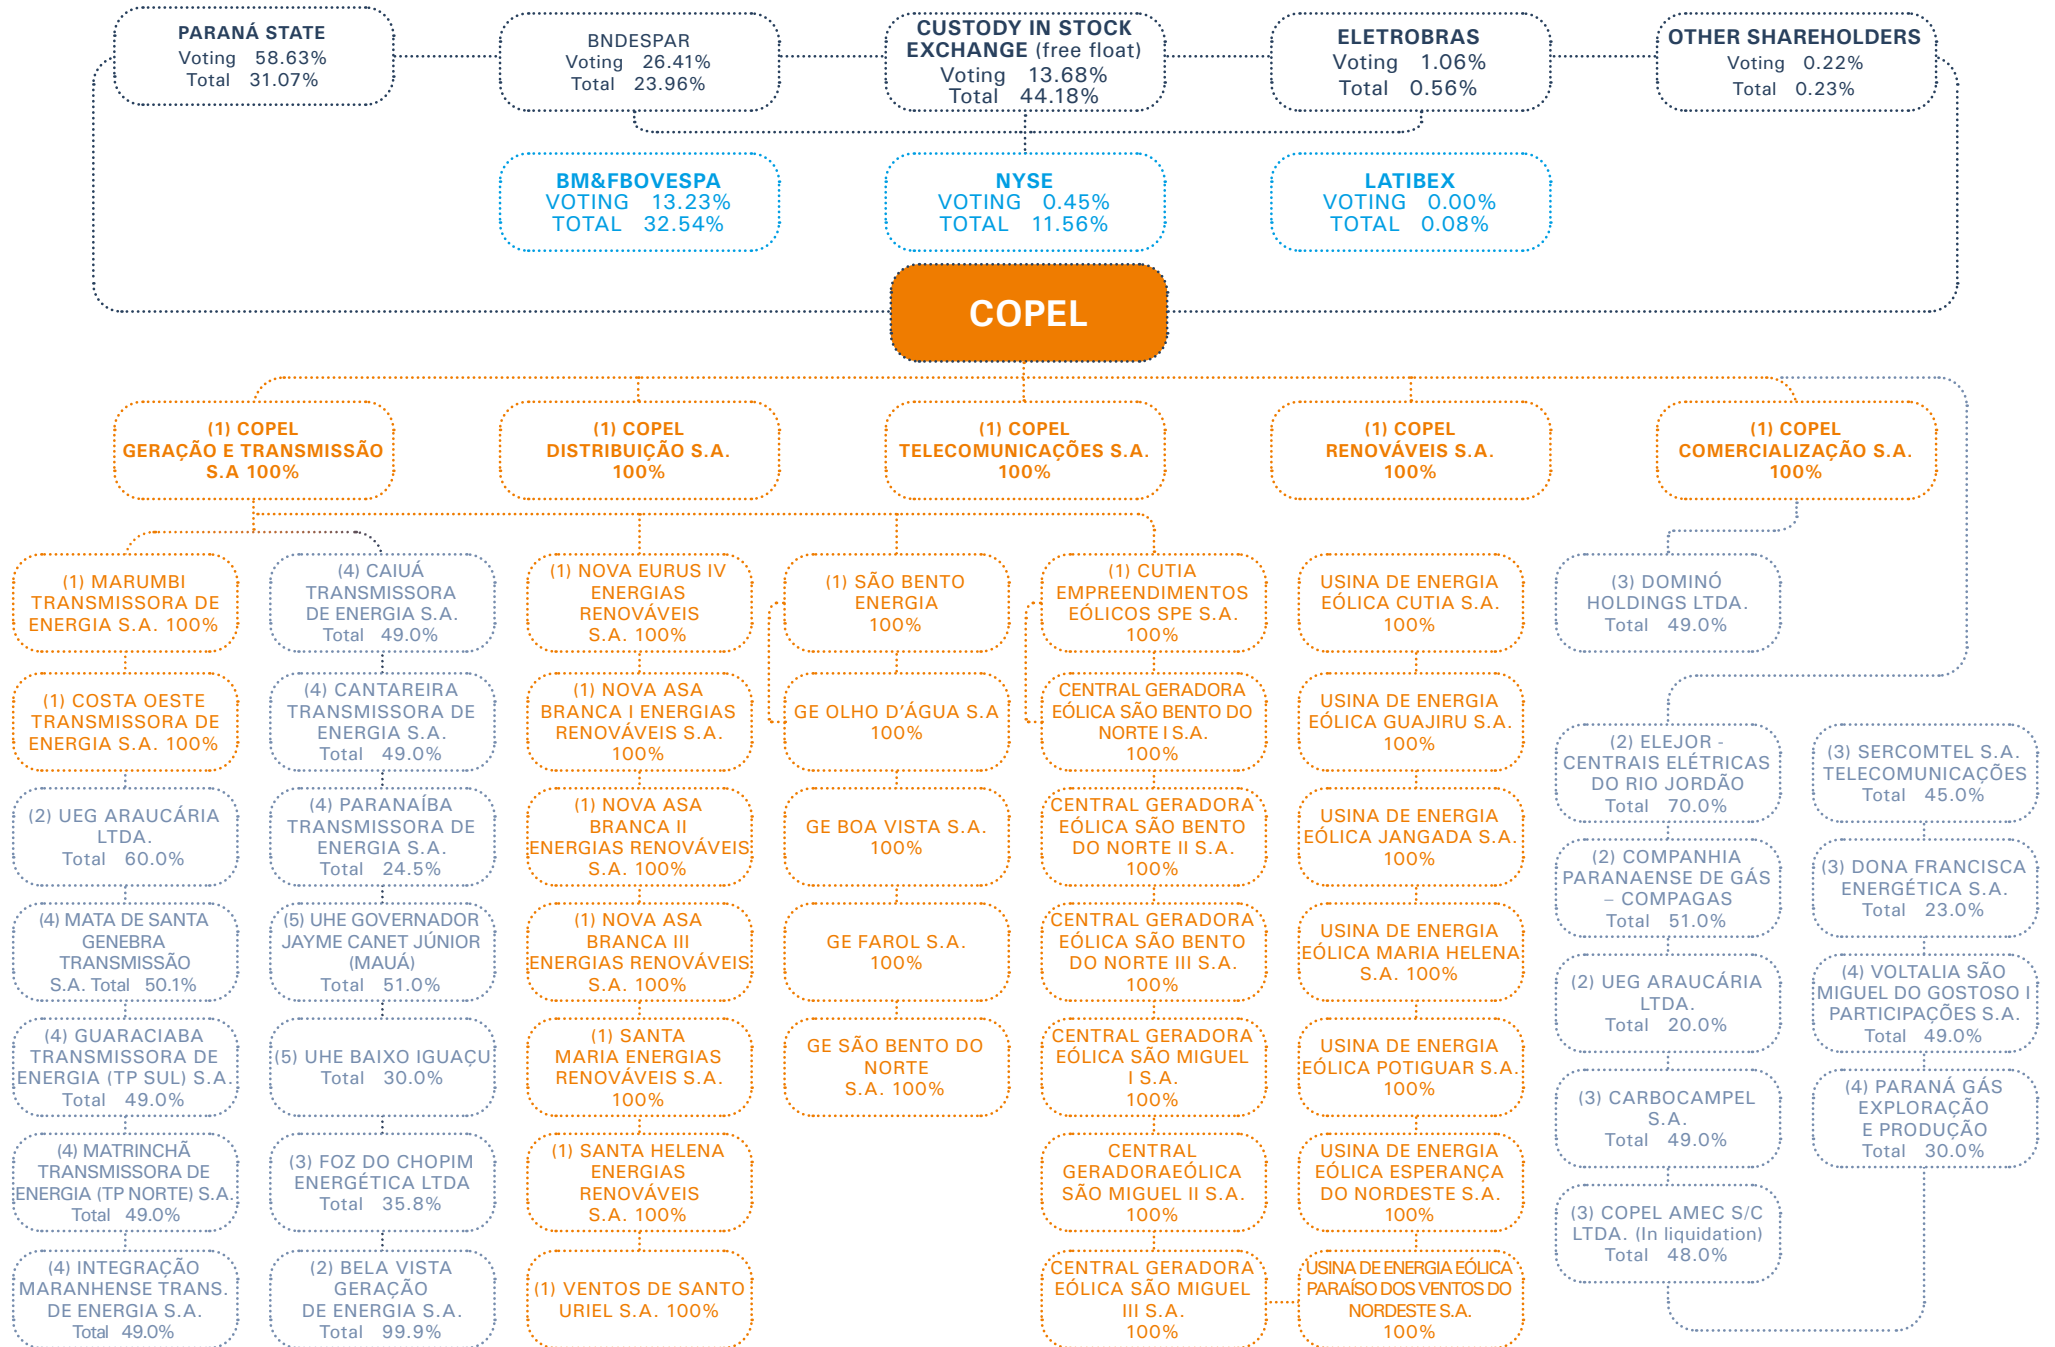 PARANÁ STATE
Voting 58.63%
Total 31.07%
BNDESPAR
Voting 26.41%
Total 23.96%
CUSTODY IN STOCK
EXCHANGE (free float)
Voting 13.68%
Total 44.18%
ELETROBRAS
Voting 1.06%
Total 0.56%
OTHER SHAREHOLDERS
Voting 0.22%
Total 0.23%
BM&FBOVESPA
VOTING 13.23%
TOTAL 32.54%
NYSE
VOTING 0.45%
TOTAL 11.56%
LATIBEX
VOTING 0.00%
TOTAL 0.08%
COPEL
(1) COPEL
GERAÇÃO E TRANSMISSÃO
S.A 100%
(1) COPEL
DISTRIBUIÇÃO S.A.
100%
(1) COPEL
TELECOMUNICAÇÕES S.A.
100%
(1) COPEL
RENOVÁVEIS S.A.
100%
(1) COPEL
COMERCIALIZAÇÃO S.A.
100%
(1) MARUMBI
TRANSMISSORA DE
ENERGIA S.A. 100%
(1) COSTA OESTE
TRANSMISSORA DE
ENERGIA S.A. 100%
(2) UEG ARAUCÁRIA
LTDA.
Total 60.0%
(4) MATA DE SANTA
GENEBRA
TRANSMISSÃO
S.A. Total 50.1%
(4) GUARACIABA
TRANSMISSORA DE
ENERGIA (TP SUL) S.A.
Total 49.0%
(4) MATRINCHÃ
TRANSMISSORA DE
ENERGIA (TP NORTE) S.A.
Total 49.0%
(4) INTEGRAÇÃO
MARANHENSE TRANS.
DE ENERGIA S.A.
Total 49.0%
(4) CAIUÁ
TRANSMISSORA
DE ENERGIA S.A.
Total 49.0%
(4) CANTAREIRA
TRANSMISSORA DE
ENERGIA S.A.
Total 49.0%
(4) PARANAÍBA
TRANSMISSORA DE
ENERGIA S.A.
Total 24.5%
(5) UHE GOVERNADOR
JAYME CANET JÚNIOR
(MAUÁ)
Total 51.0%
(5) UHE BAIXO IGUAÇU
Total 30.0%
(3) FOZ DO CHOPIM
ENERGÉTICA LTDA
Total 35.8%
(2) BELA VISTA
GERAÇÃO
DE ENERGIA S.A.
Total 99.9%
(1) NOVA EURUS IV
ENERGIAS
RENOVÁVEIS
S.A. 100%
(1) NOVA ASA
BRANCA I ENERGIAS
RENOVÁVEIS S.A.
100%
(1) NOVA ASA
BRANCA II
ENERGIAS RENOVÁVEIS
S.A. 100%
(1) NOVA ASA
BRANCA III
ENERGIAS RENOVÁVEIS
S.A. 100%
(1) SANTA
MARIA ENERGIAS
RENOVÁVEIS S.A.
100%
(1) SANTA HELENA
ENERGIAS
RENOVÁVEIS
S.A. 100%
(1) VENTOS DE SANTO
URIEL S.A. 100%
(1) SÃO BENTO
ENERGIA
100%
GE OLHO D’ÁGUA S.A
100%
GE BOA VISTA S.A.
100%
GE FAROL S.A.
100%
GE SÃO BENTO DO
NORTE
S.A. 100%
(1) CUTIA
EMPREENDIMENTOS
EÓLICOS SPE S.A.
100%
CENTRAL GERADORA
EÓLICA SÃO BENTO DO
NORTE I S.A.
100%
CENTRAL GERADORA
EÓLICA SÃO BENTO
DO NORTE II S.A.
100%
CENTRAL GERADORA
EÓLICA SÃO BENTO
DO NORTE III S.A.
100%
CENTRAL GERADORA
EÓLICA SÃO MIGUEL
I S.A.
100%
CENTRAL
GERADORAEÓLICA
SÃO MIGUEL II S.A.
100%
CENTRAL GERADORA
EÓLICA SÃO MIGUEL
III S.A.
100%
USINA DE ENERGIA
EÓLICA CUTIA S.A.
100%
USINA DE ENERGIA
EÓLICA GUAJIRU S.A.
100%
USINA DE ENERGIA
EÓLICA JANGADA S.A.
100%
USINA DE ENERGIA
EÓLICA MARIA HELENA
S.A. 100%
USINA DE ENERGIA
EÓLICA POTIGUAR S.A.
100%
USINA DE ENERGIA
EÓLICA ESPERANÇA
DO NORDESTE S.A.
100%
USINA DE ENERGIA EÓLICA
PARAÍSO DOS VENTOS DO
NORDESTE S.A.
100%
(3) DOMINÓ
HOLDINGS LTDA.
Total 49.0%
(2) ELEJOR -
CENTRAIS ELÉTRICAS
DO RIO JORDÃO
Total 70.0%
(2) COMPANHIA
PARANAENSE DE GÁS
– COMPAGAS
Total 51.0%
(2) UEG ARAUCÁRIA
LTDA.
Total 20.0%
(3) CARBOCAMPEL
S.A.
Total 49.0%
(3) COPEL AMEC S/C
LTDA. (In liquidation)
Total 48.0%
(3) SERCOMTEL S.A.
TELECOMUNICAÇÕES
Total 45.0%
(3) DONA FRANCISCA
ENERGÉTICA S.A.
Total 23.0%
(4) VOLTALIA SÃO
MIGUEL DO GOSTOSO I
PARTICIPAÇÕES S.A.
Total 49.0%
(4) PARANÁ GÁS
EXPLORAÇÃO
E PRODUÇÃO
Total 30.0%